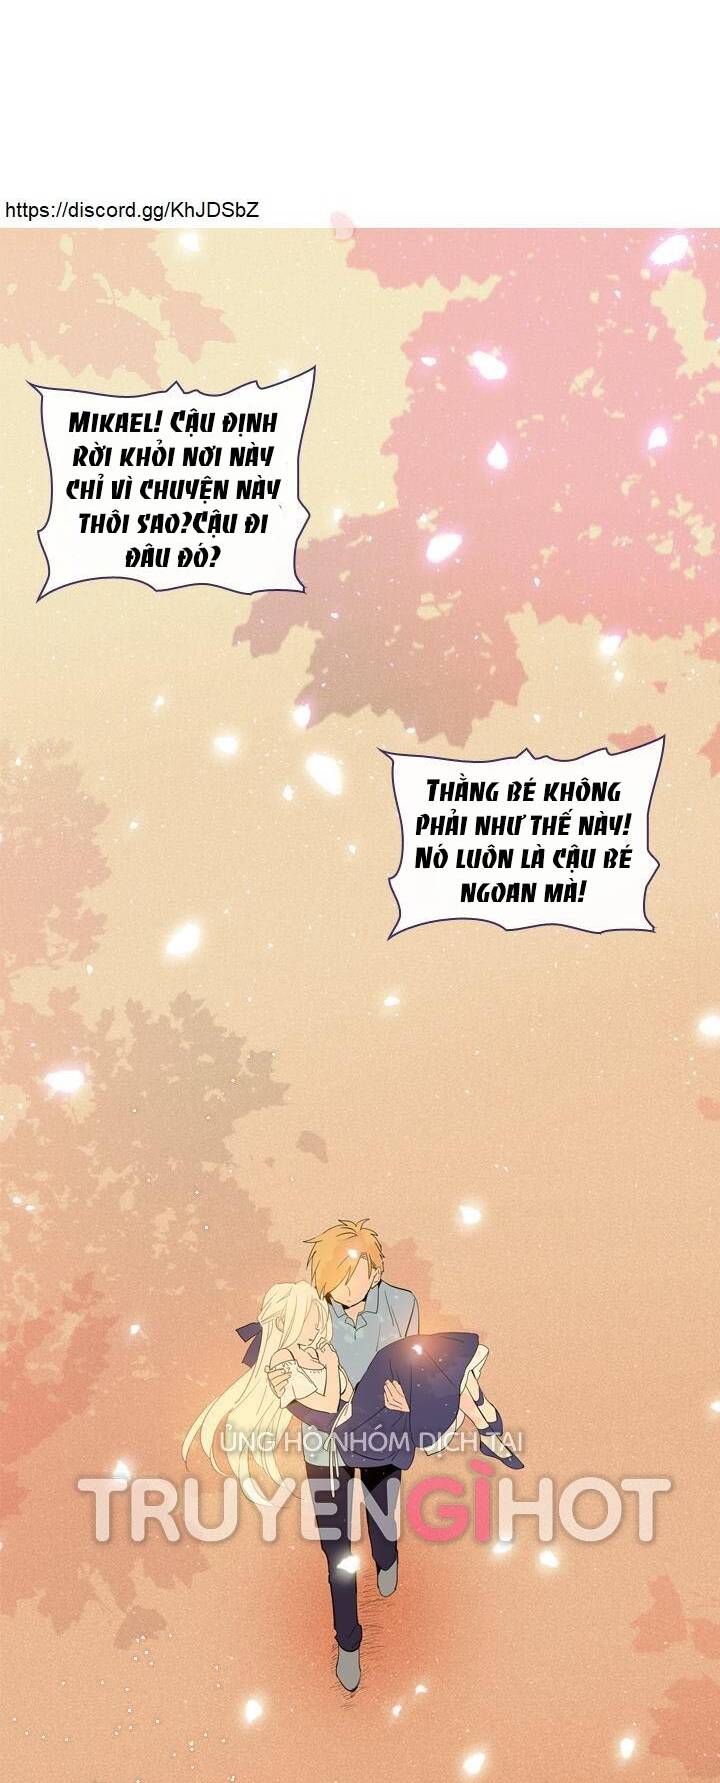 https://discord.gg/KhJDSbZ
MIKAEL! CẬU ĐỊNH
RỜI KHỎI NƠI NÀY
CHỈ VÌ CHUYỆN NÀY
THÔI SAO?CẬU ĐI
ĐÂU ĐÓ?
THẰNG BÉ KHÔNG
PHẢI NHƯ THẾ NÀY!
NÓ LUÔN LÀ CẬU BÉ
NGOAN MÀ!
ỦNG HỘ NHÓM DỊCH TẠI
TRUYENGIHOT